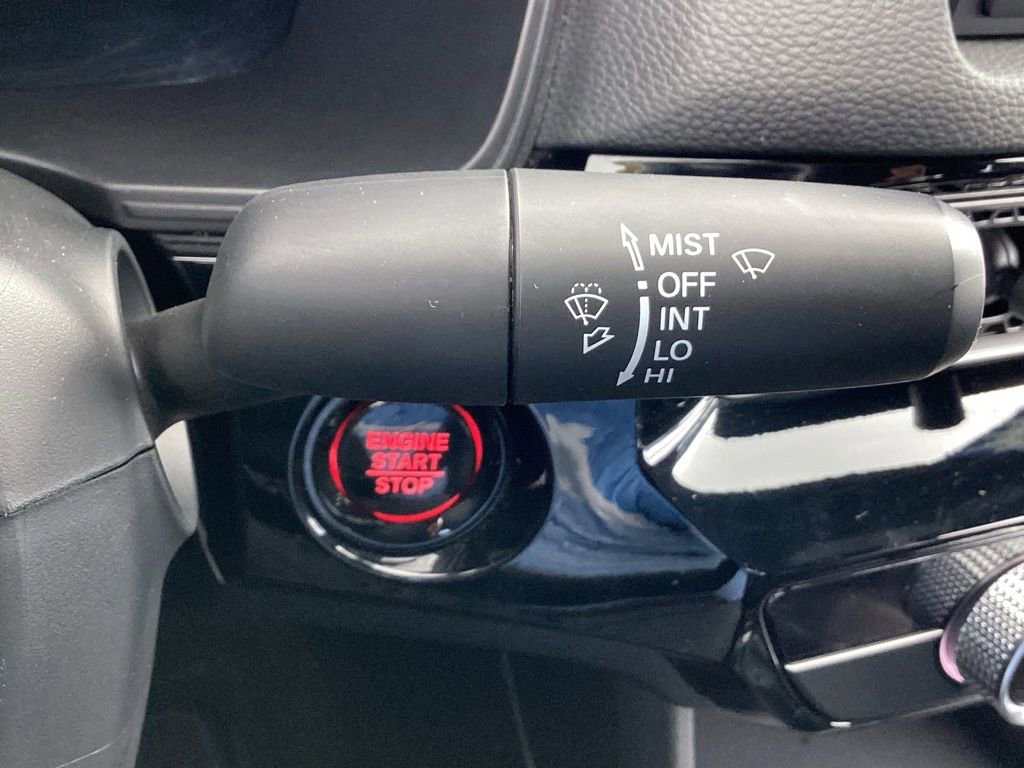 MIST
OFF
INT
LO
HI
ENGINE
START
STOP